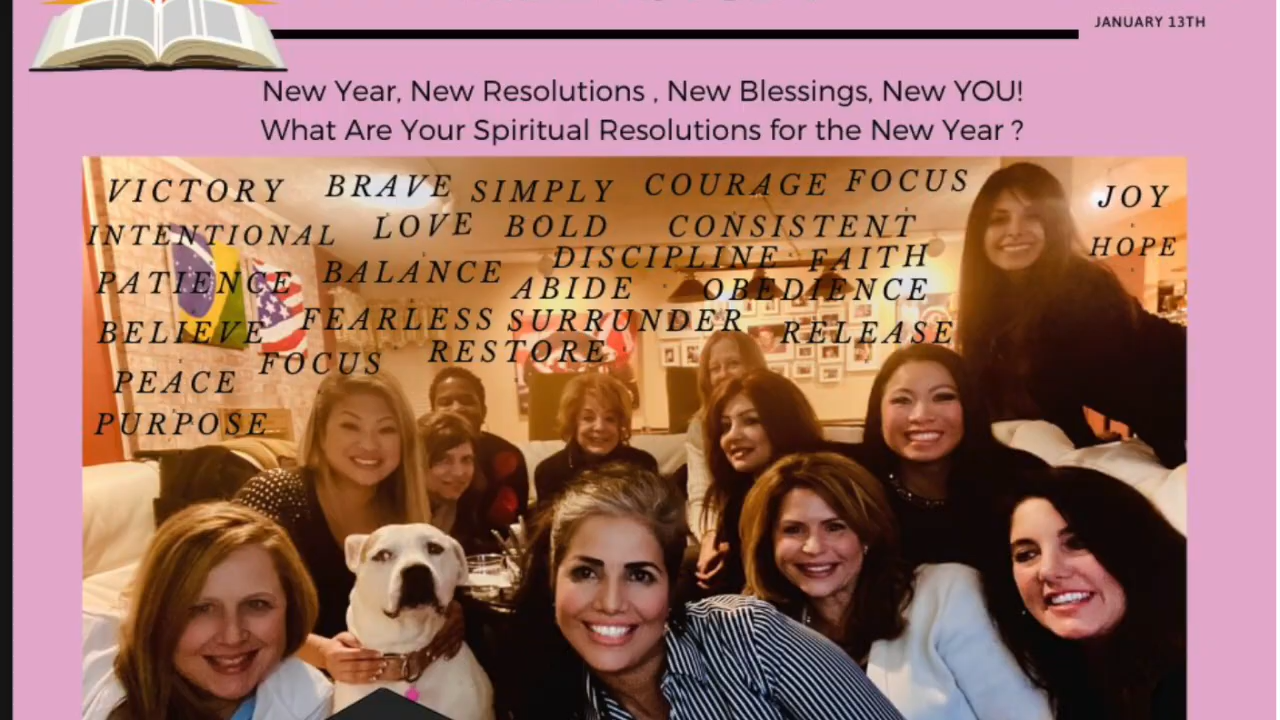 JANUARY 13TH
New Year, New Resolutions , New Blessings, New YOU!
What Are Your Spiritual Resolutions for the New Year ?
VICTORY BRAVE SIMPLY COURAGE FOCUS JOY
INTENTIONAL LOVE BOLD CONSISTENT HOPE
DISCIPLINE FAITH
PATIENCE BALANCE ABIDE OBEDIENCE
BELIEVE FEARLESS SURRUNDER RELEASE
FOCUS RESTORE
PEACE
PURPOSE